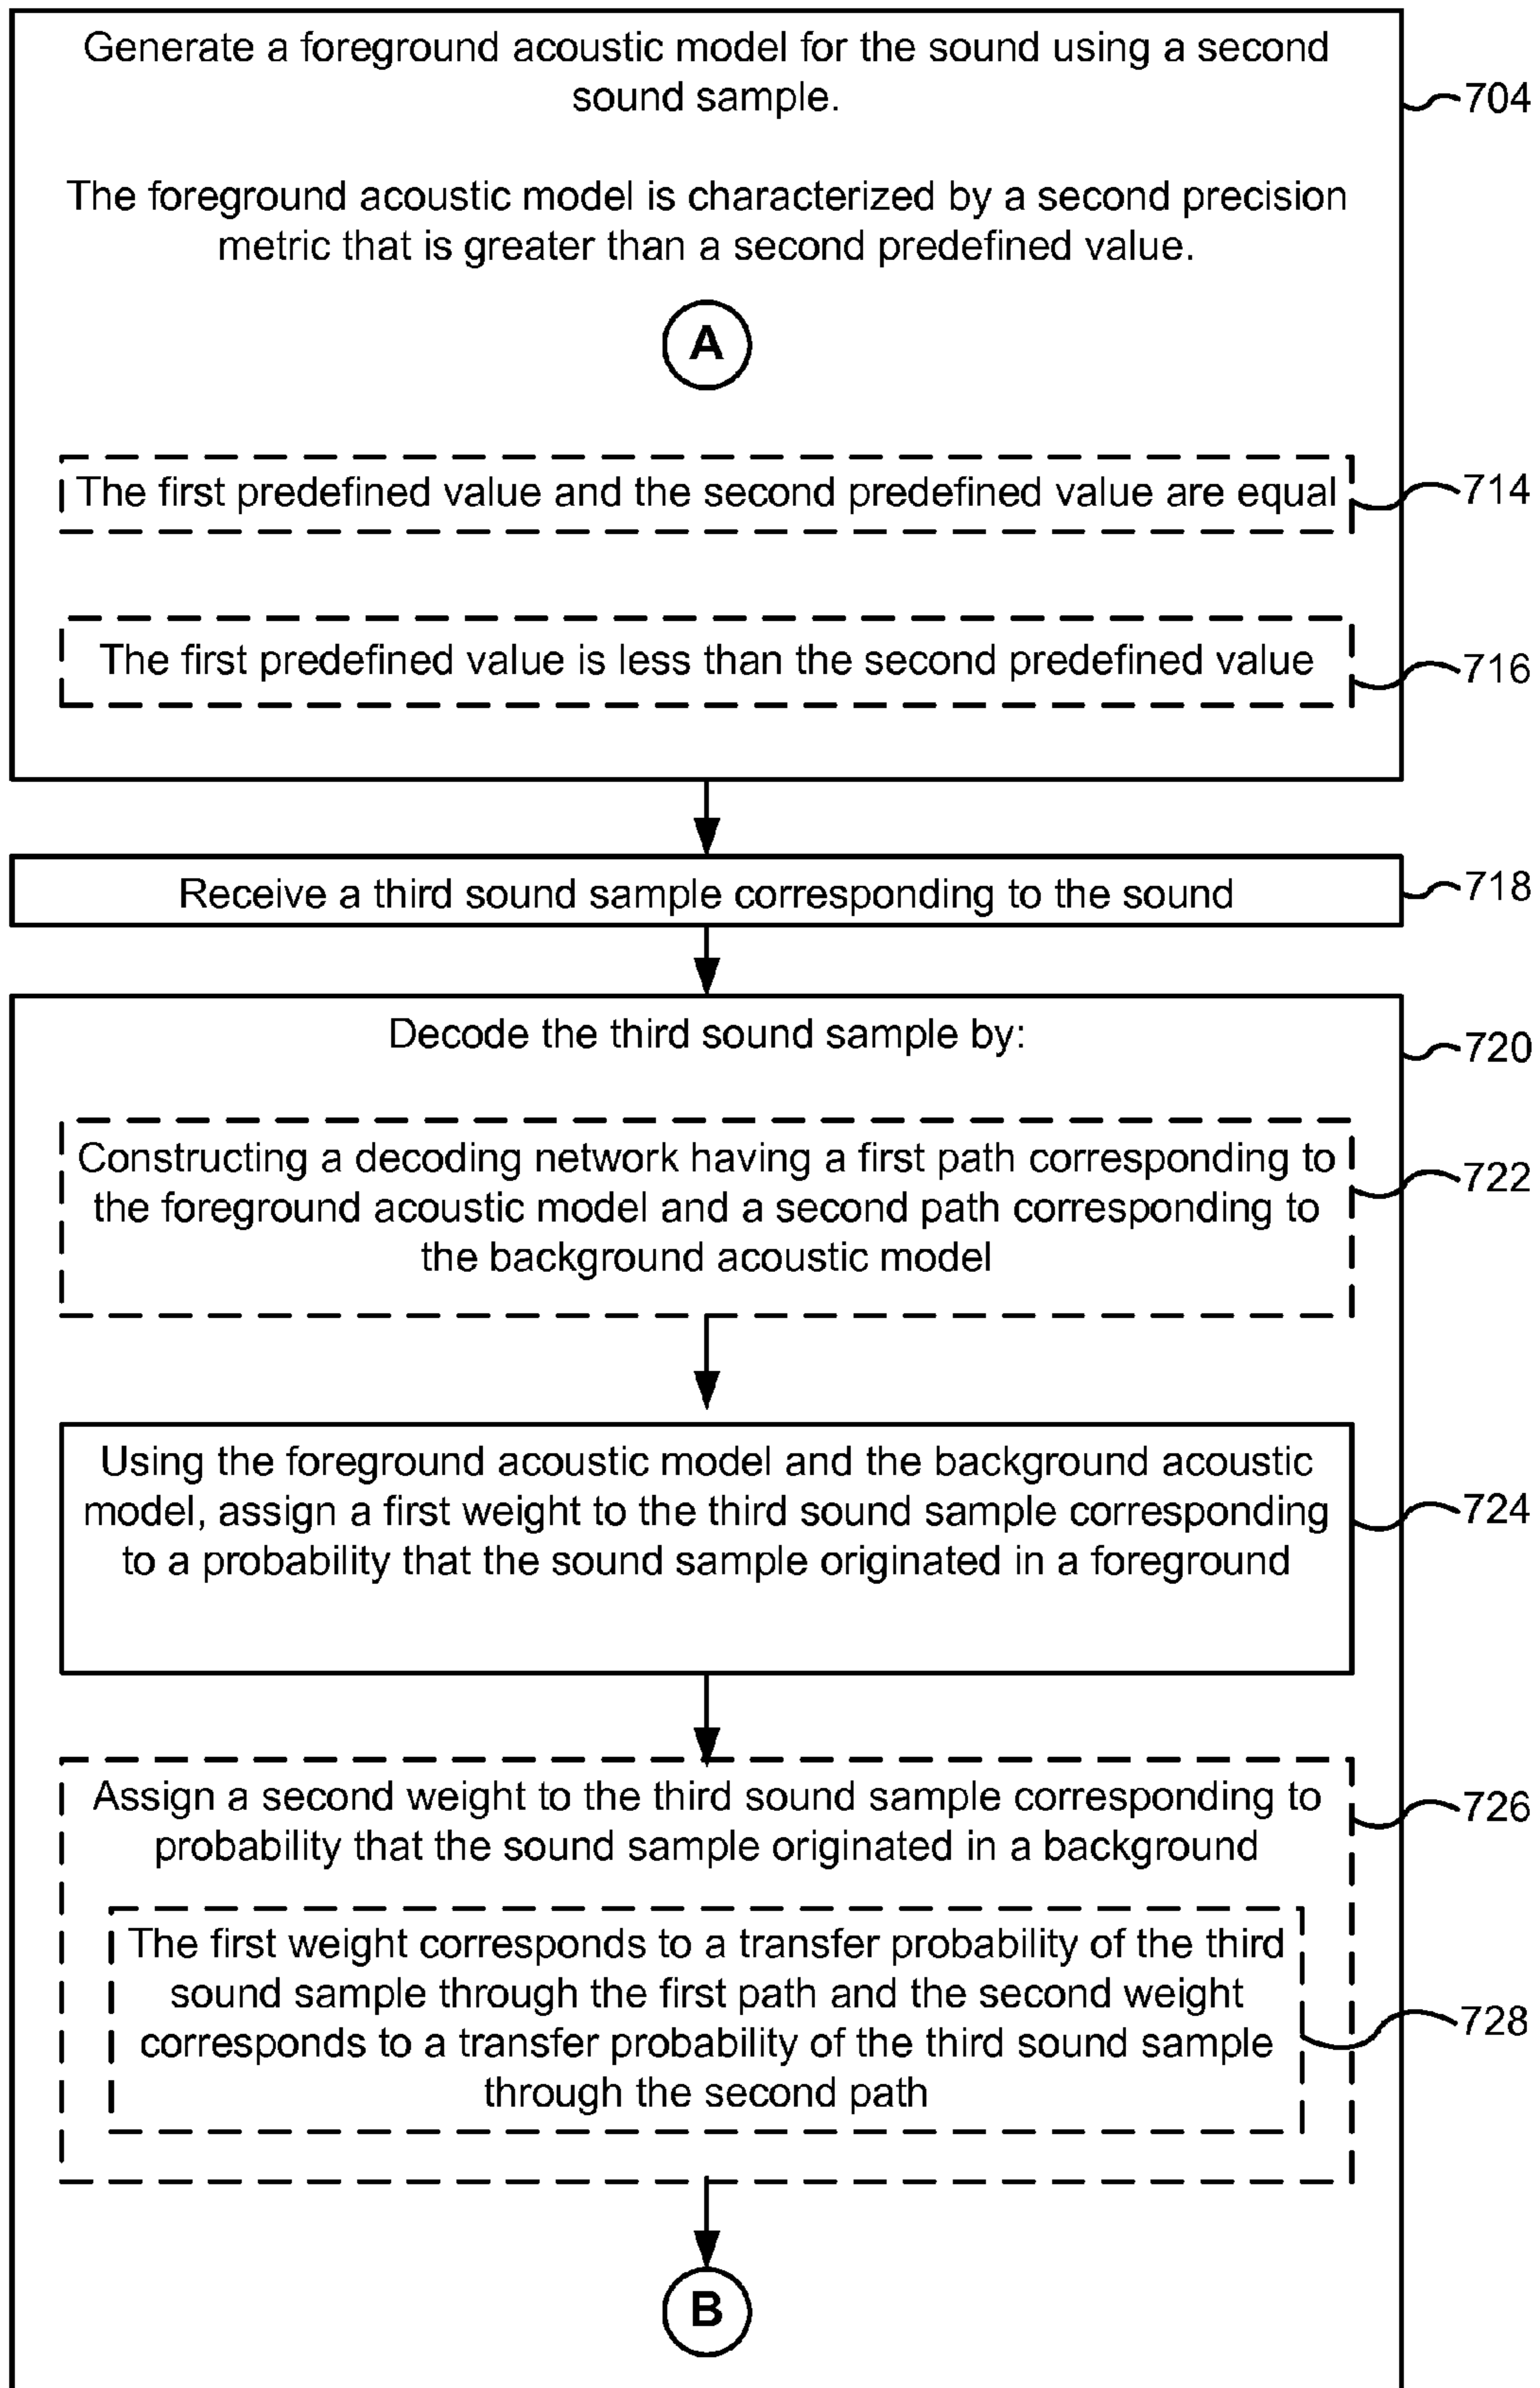 Generate a foreground acoustic model for the sound using a second
sound sample.
704
The foreground acoustic model is characterized by a second precision
metric that is greater than a second predefined value.
A
The first predefined value and the second predefined value are equal
714
The first predefined value is less than the second predefined value
716
Receive a third sound sample corresponding to the sound
718
Decode the third sound sample by:
720
Constructing a decoding network having a first path corresponding to
the foreground acoustic model and a second path corresponding to
the background acoustic model
722
Using the foreground acoustic model and the background acoustic
model, assign a first weight to the third sound sample corresponding
to a probability that the sound sample originated in a foreground
724
Assign a second weight to the third sound sample corresponding to
probability that the sound sample originated in a background
726
The first weight corresponds to a transfer probability of the third
sound sample through the first path and the second weight
corresponds to a transfer probability of the third sound sample
through the second path
728
B